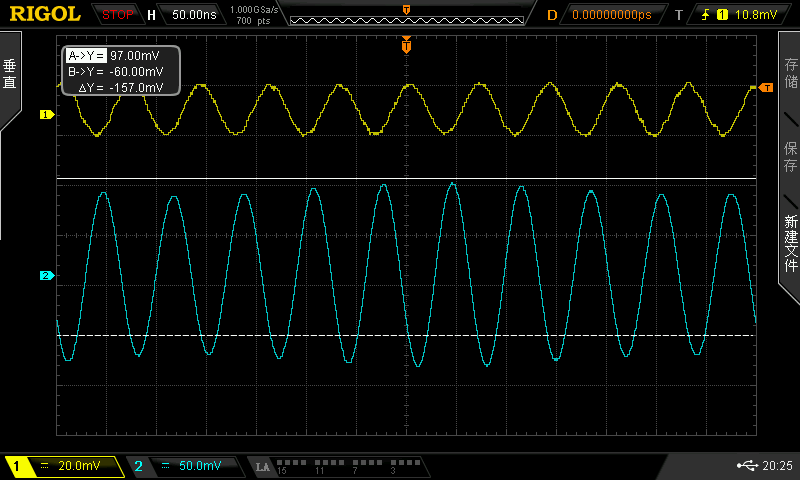 RIGOL STOP H 50.00ns 1.000GSa/s 700 pts T D 0.00000000ps T 1 10.8mV
垂直
A->Y = 97.00mV
B->Y = -60.00mV
ΔY = -157.0mV
T
T
1
2
存储
保存
新建文件
1 20.0mV 2 50.0mV LA 15 11 7 3 20:25